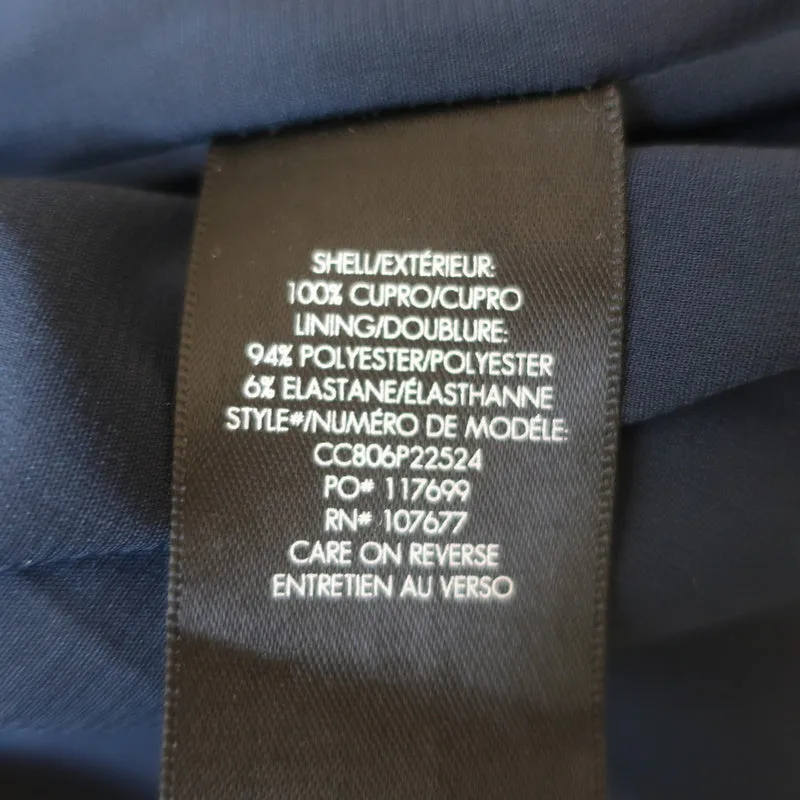 SHELL/EXTÉRIEUR:
100% CUPRO/CUPRO
LINING/DOUBLURE:
94% POLYESTER/POLYESTER
6% ELASTANE/ÉLASTHANNE
STYLE#/NUMÉRO DE MODÉLE:
CC806P22524
PO# 117699
RN# 107677
CARE ON REVERSE
ENTRETIEN AU VERSO